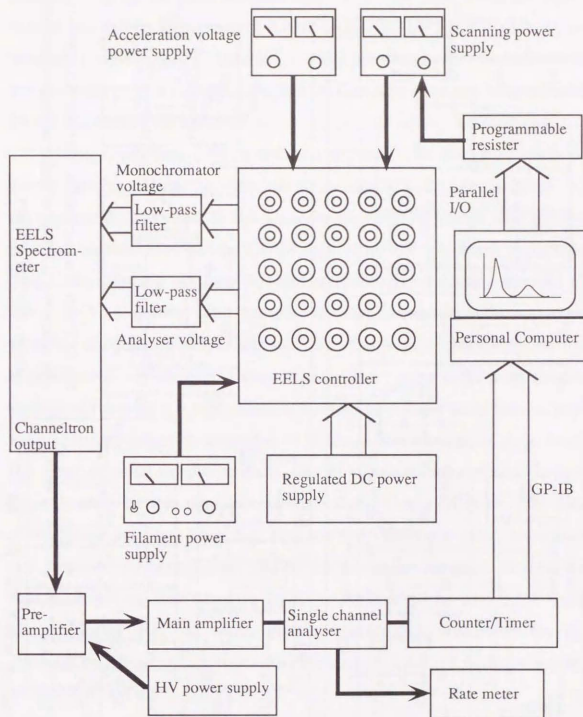 Acceleration voltage
power supply
Scanning power
supply
Programmable
resister
Parallel
I/O
Monochromator
voltage
Low-pass
filter
EELS
Spectrom-
eter
Low-pass
filter
Analyser voltage
Personal Computer
EELS controller
Channeltron
output
Regulated DC power
supply
GP-IB
Filament power
supply
Pre-
amplifier
Main amplifier
Single channel
analyser
Counter/Timer
HV power supply
Rate meter